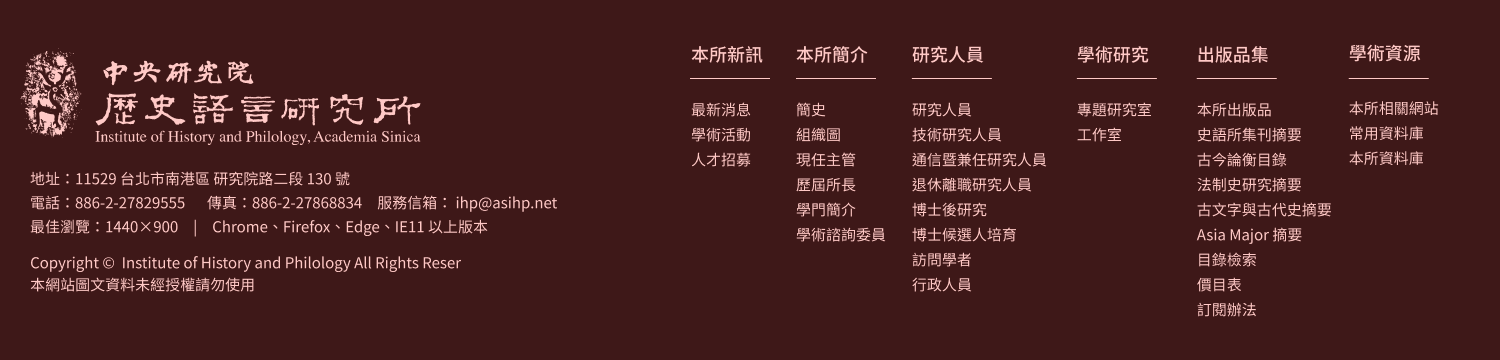 中央研究院
歷史語言研究所
Institute of History and Philology, Academia Sinica
地址：11529 台北市南港區 研究院路二段 130 號
電話：886-2-27829555 傳真：886-2-27868834 服務信箱： ihp@asihp.net
最佳瀏覽：1440×900 | Chrome、Firefox、Edge、IE11 以上版本
Copyright © Institute of History and Philology All Rights Reser
本網站圖文資料未經授權請勿使用
本所新訊
最新消息
學術活動
人才招募
本所簡介
簡史
組織圖
現任主管
歷屆所長
學門簡介
學術諮詢委員
研究人員
研究人員
技術研究人員
通信暨兼任研究人員
退休離職研究人員
博士後研究
博士候選人培育
訪問學者
行政人員
學術研究
專題研究室
工作室
出版品集
本所出版品
史語所集刊摘要
古今論衡目錄
法制史研究摘要
古文字與古代史摘要
Asia Major 摘要
目錄檢索
價目表
訂閱辦法
學術資源
本所相關網站
常用資料庫
本所資料庫